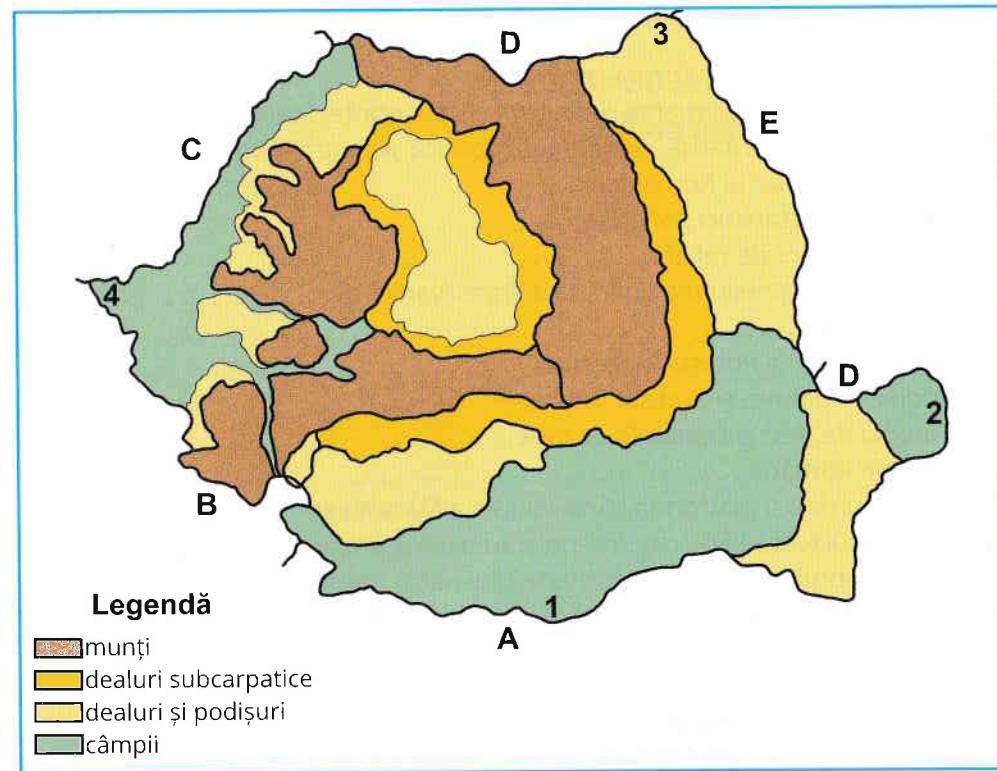 3
D
E
C
4
D
2
B
1
A
Legendă
munți
dealuri subcarpatice
dealuri și podișuri
câmpii